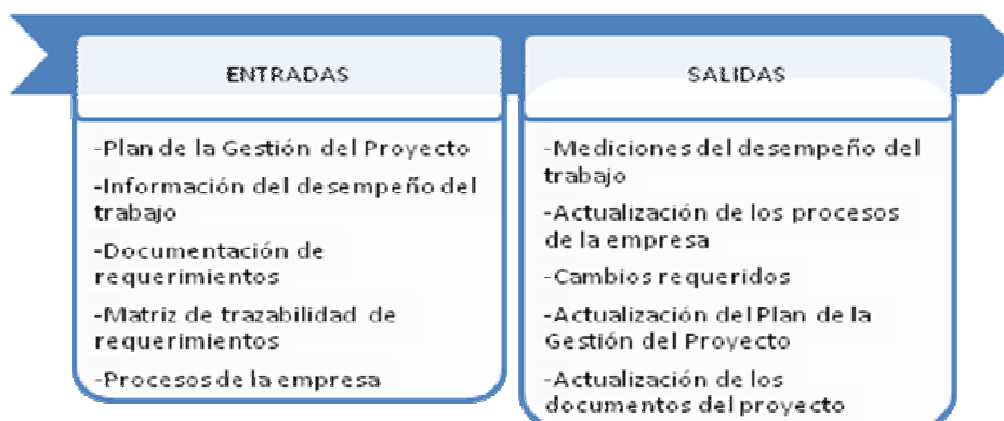 ENTRADAS
-Plan de la Gestión del Proyecto
-Información del desempeño del
trabajo
-Documentación de
requerimientos
-Matriz de trazabilidad de
requerimientos
-Procesos de la empresa
SALIDAS
-Mediciones del desempeño del
trabajo
-Actualización de los procesos
de la empresa
-Cambios requeridos
-Actualización del Plan de la
Gestión del Proyecto
-Actualización de los
documentos del proyecto